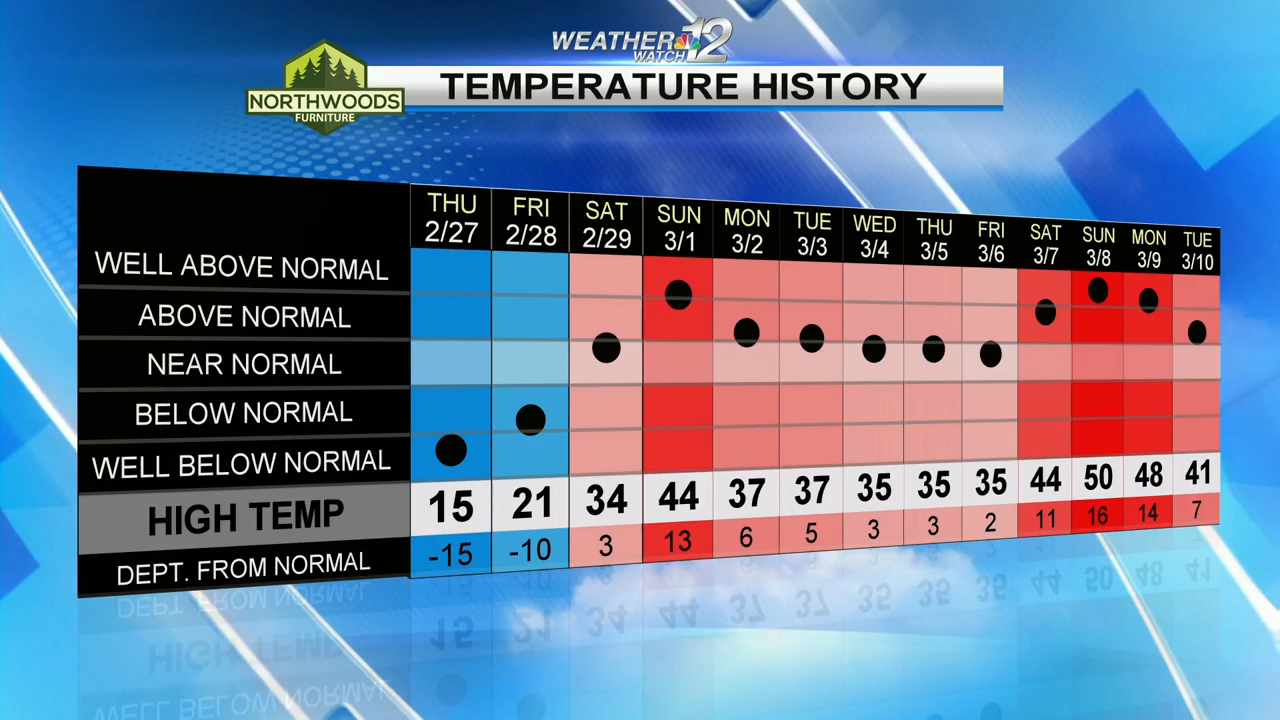 WEATHER 12
WATCH
NORTHWOODS
FURNITURE
TEMPERATURE HISTORY
THU FRI SAT SUN MON TUE WED THU FRI SAT SUN MON TUE
2/27 2/28 2/29 3/1 3/2 3/3 3/4 3/5 3/6 3/7 3/8 3/9 3/10
WELL ABOVE NORMAL
ABOVE NORMAL
NEAR NORMAL
BELOW NORMAL
WELL BELOW NORMAL
HIGH TEMP 15 21 34 44 37 37 35 35 35 44 50 48 41
DEPT. FROM NORMAL -15 -10 3 13 6 5 3 3 2 11 16 14 7